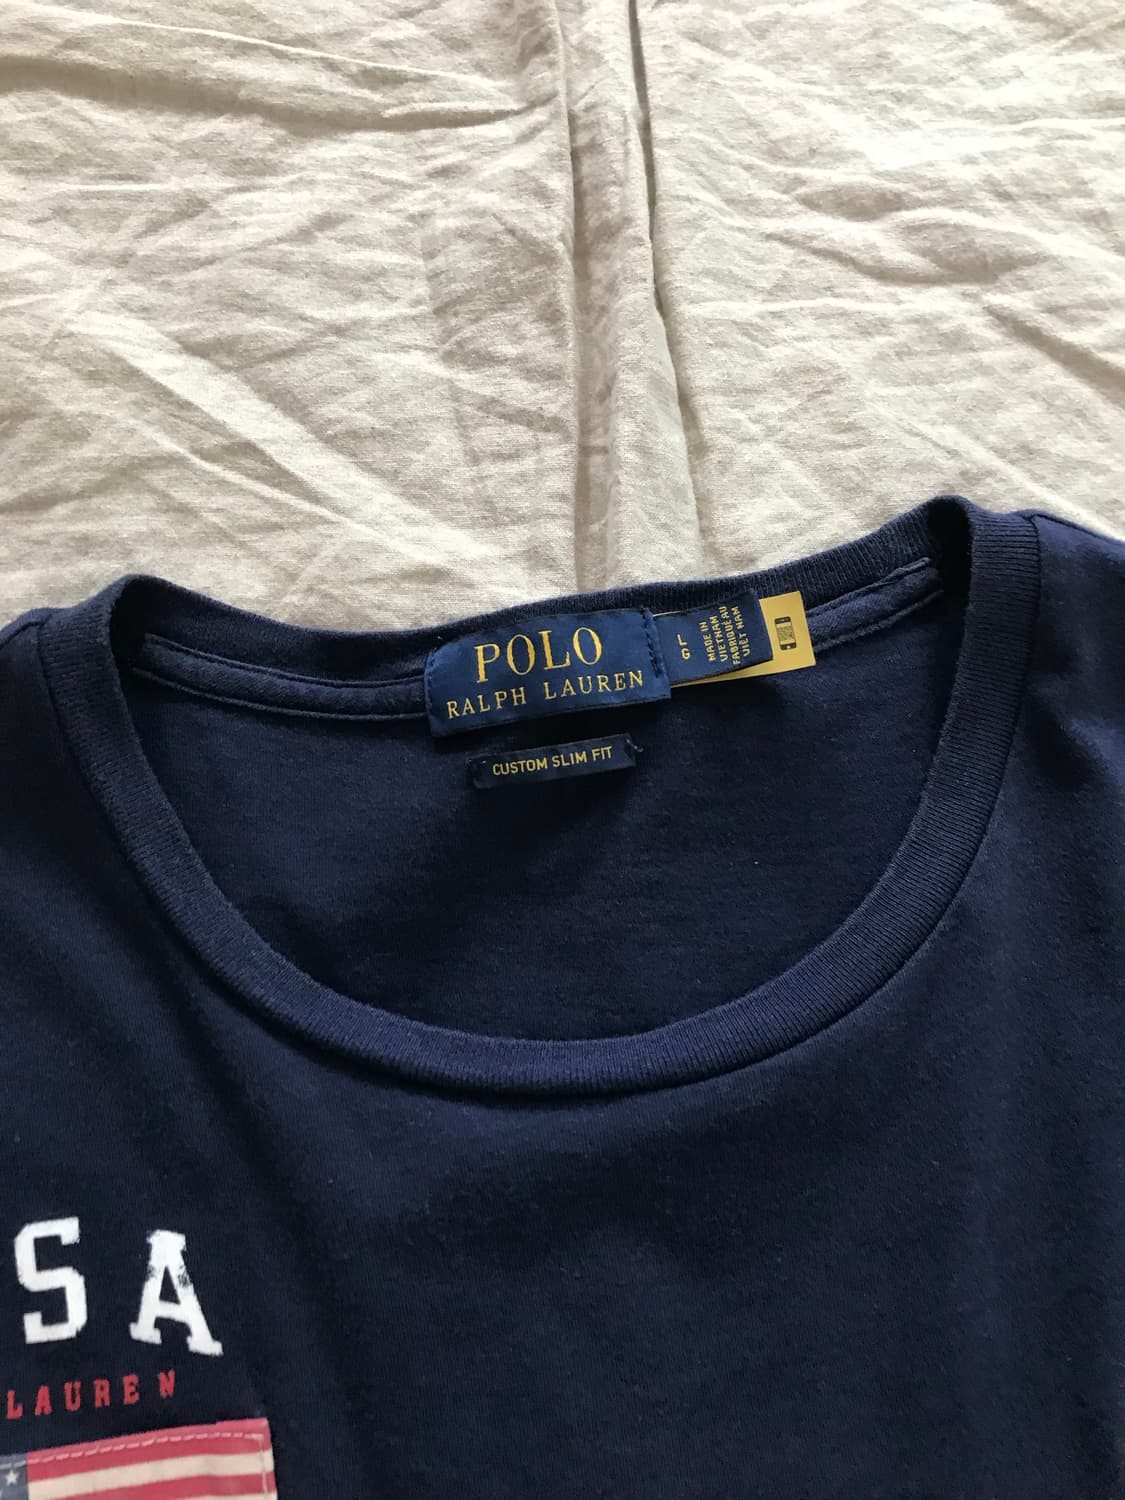 POLO
RALPH LAUREN
L
G
MADE IN
VIETNAM
FABRIQUÉ AU
VIET NAM
CUSTOM SLIM FIT
SA
LAUREN